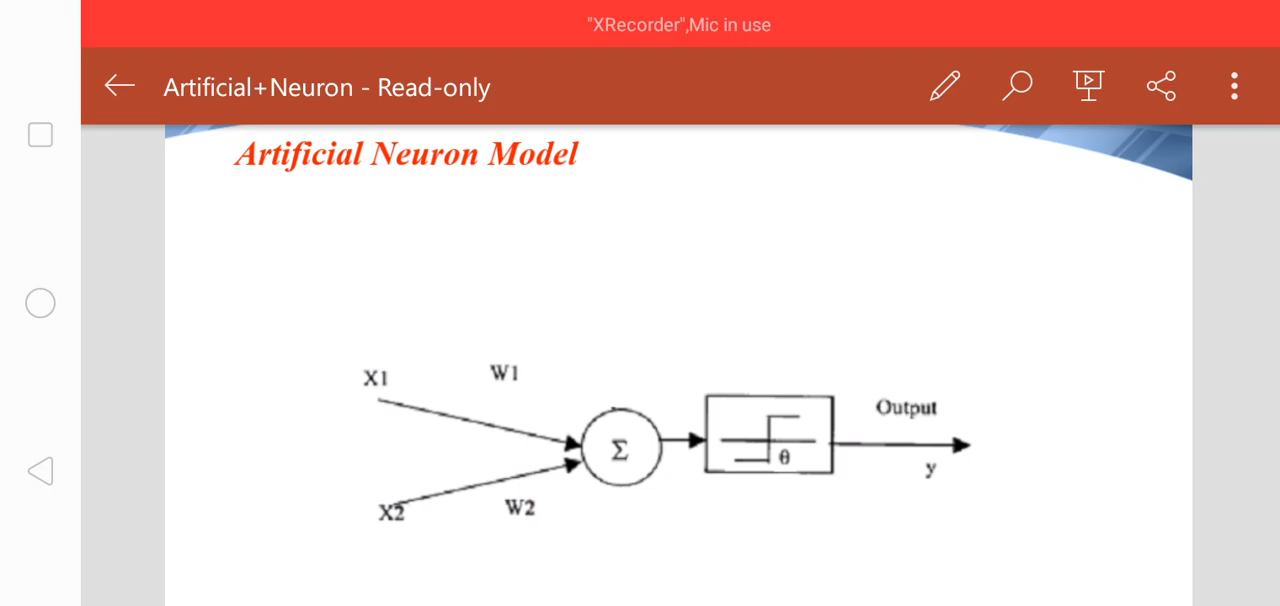 "XRecorder",Mic in use
Artificial+Neuron - Read-only
Artificial Neuron Model
X1
W1
Output
Σ
θ
y
X2
W2